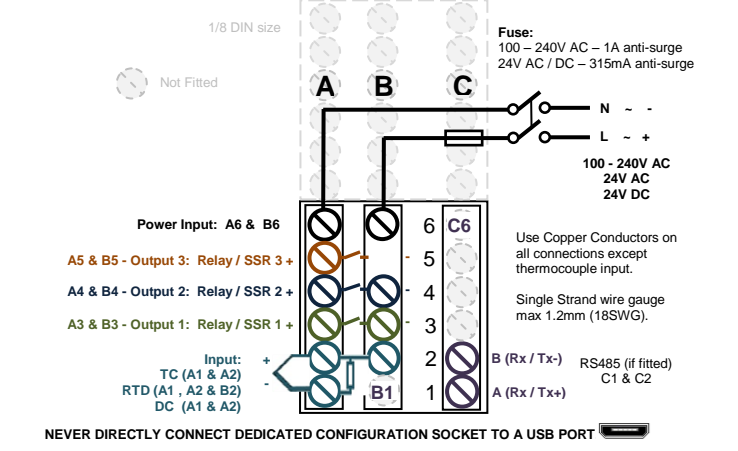 1/8 DIN size
Not Fitted
Fuse:
100 – 240V AC – 1A anti-surge
24V AC / DC – 315mA anti-surge
A B C
N ~ -
L ~ +
100 - 240V AC
24V AC
24V DC
Power Input: A6 & B6
6 C6
A5 & B5 - Output 3: Relay / SSR 3 + - 5
A4 & B4 - Output 2: Relay / SSR 2 + - 4
A3 & B3 - Output 1: Relay / SSR 1 + - 3
Use Copper Conductors on
all connections except
thermocouple input.
Single Strand wire gauge
max 1.2mm (18SWG).
Input: +
TC (A1 & A2)
RTD (A1 , A2 & B2) -
DC (A1 & A2)
2 B (Rx / Tx-)
B1 1 A (Rx / Tx+)
RS485 (if fitted)
C1 & C2
NEVER DIRECTLY CONNECT DEDICATED CONFIGURATION SOCKET TO A USB PORT